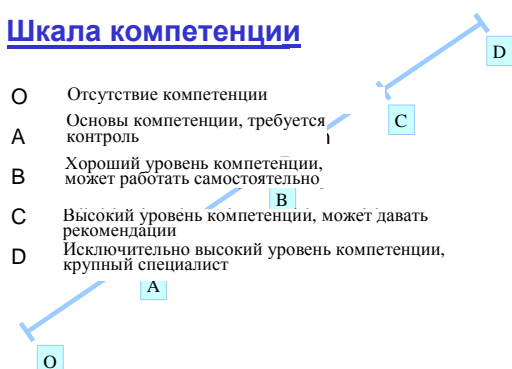 Шкала компетенции
D
O Отсутствие компетенции
C
A Основы компетенции, требуется
контроль
B Хороший уровень компетенции,
может работать самостоятельно
B
C Высокий уровень компетенции, может давать
рекомендации
D Исключительно высокий уровень компетенции,
крупный специалист
A
O